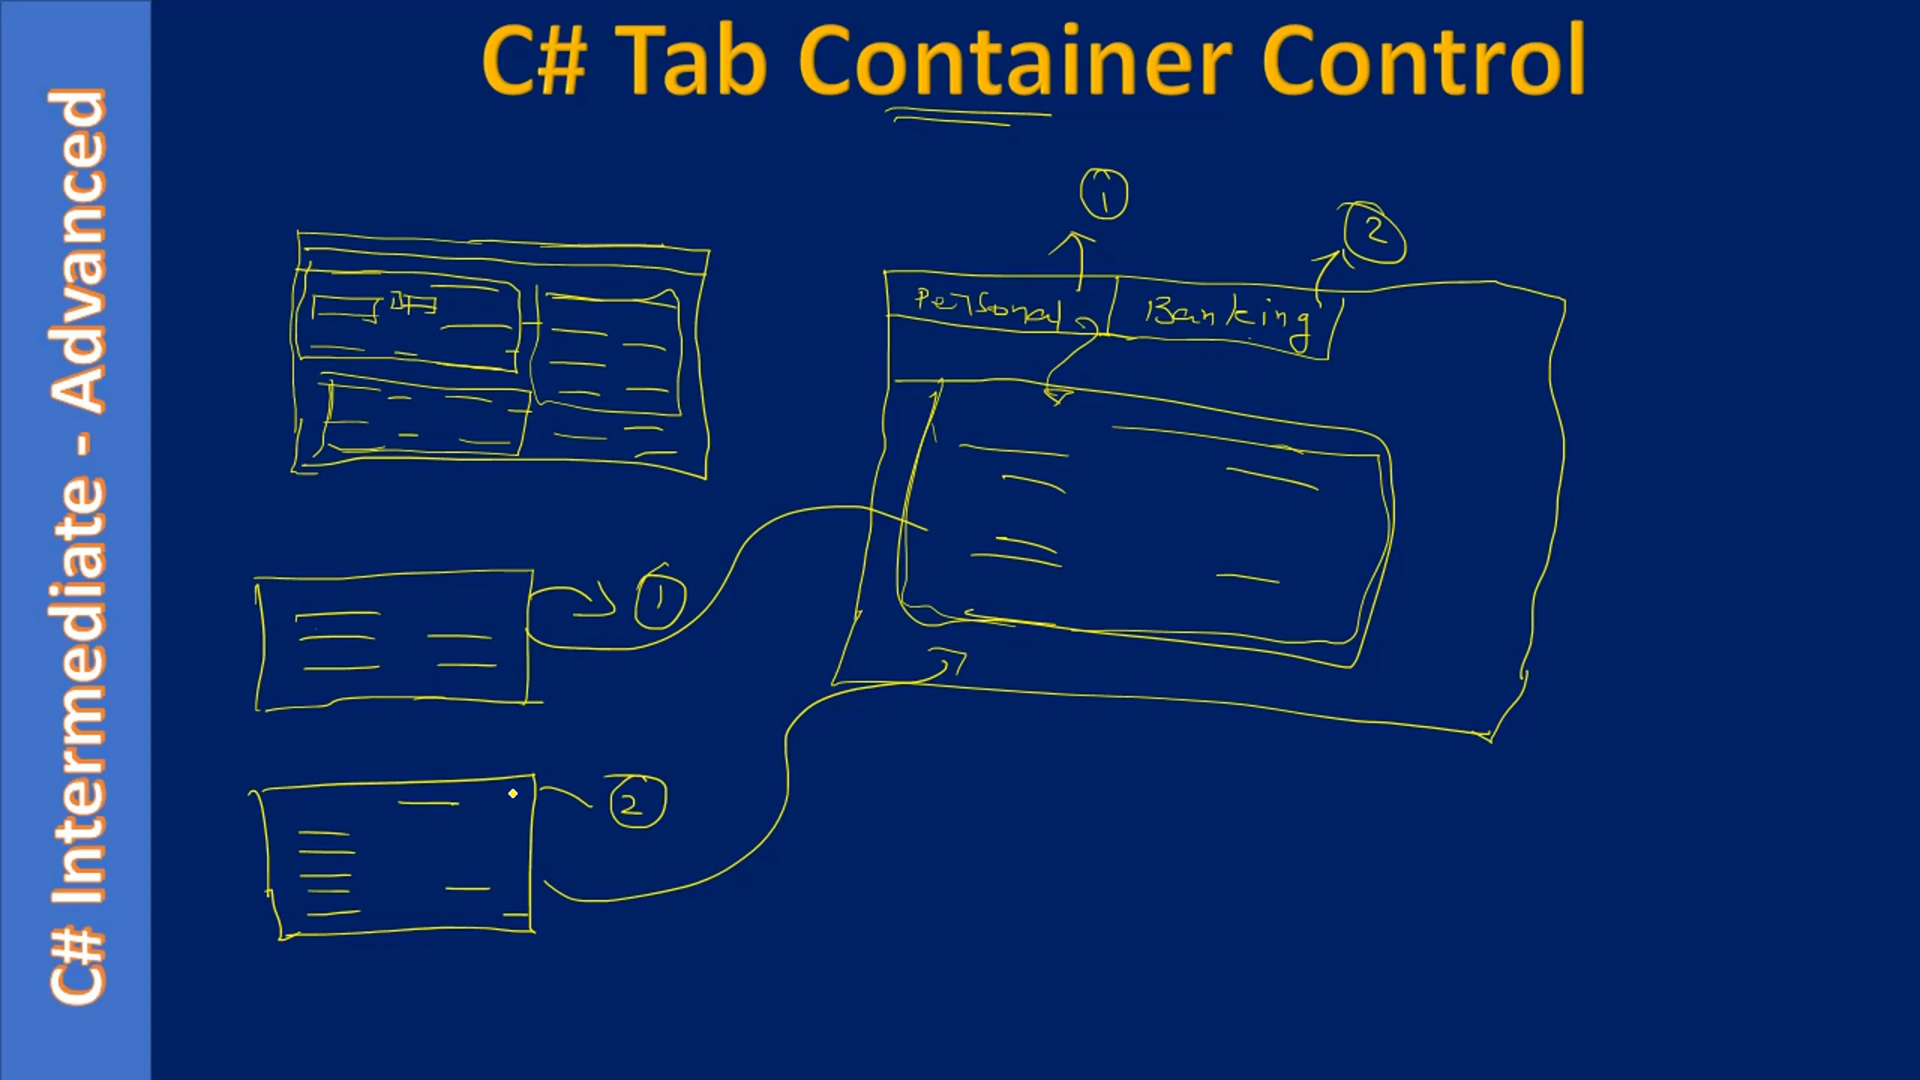 C# Tab Container Control
C# Intermediate - Advanced
1
2
Personal
Banking
1
2